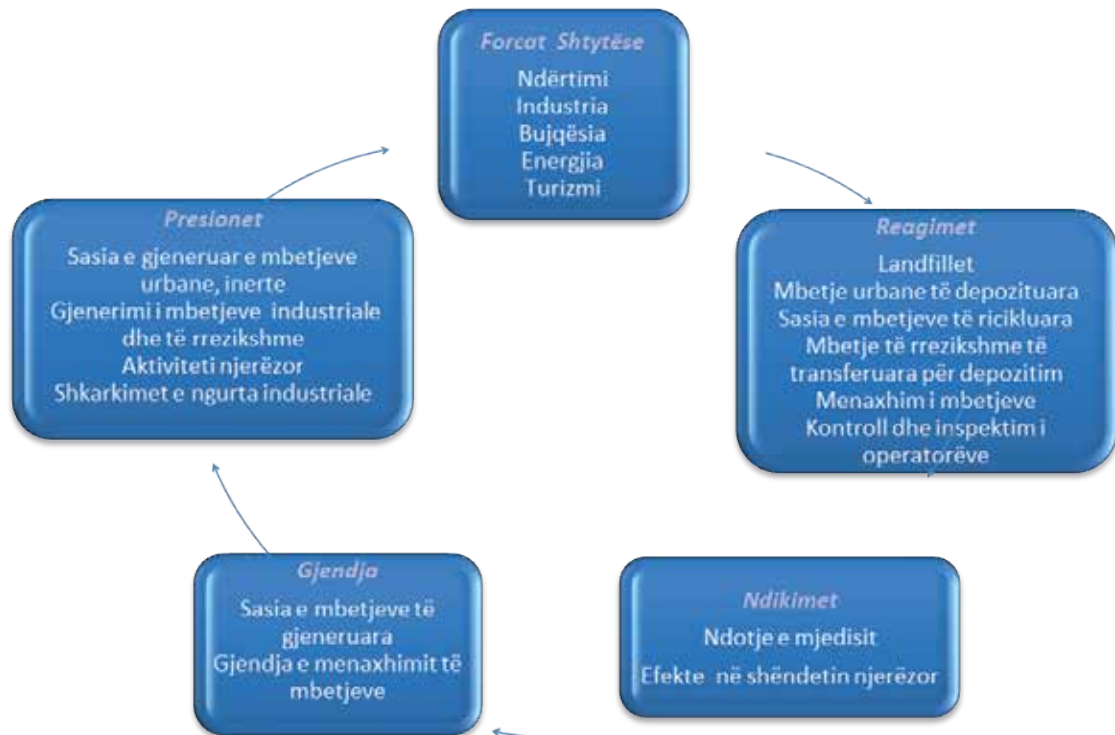 Forcat Shtytëse
Ndërtimi
Industria
Bujqësia
Energjia
Turizmi
Presionet
Sasia e gjeneruar e mbetjeve
urbane, inerte
Gjenerimi i mbetjeve industriale
dhe të rrezikshme
Aktiviteti njerëzor
Shkarkimet e ngurta industriale
Reagimet
Landfillet
Mbetje urbane të depozituara
Sasia e mbetjeve të ricikluara
Mbetje të rrezikshme të
transferuara për depozitim
Menaxhim i mbetjeve
Kontroll dhe inspektim i
operatorëve
Gjendja
Sasia e mbetjeve të
gjeneruara
Gjendja e menaxhimit të
mbetjeve
Ndikimet
Ndotje e mjedisit
Efekte në shëndetin njerëzor